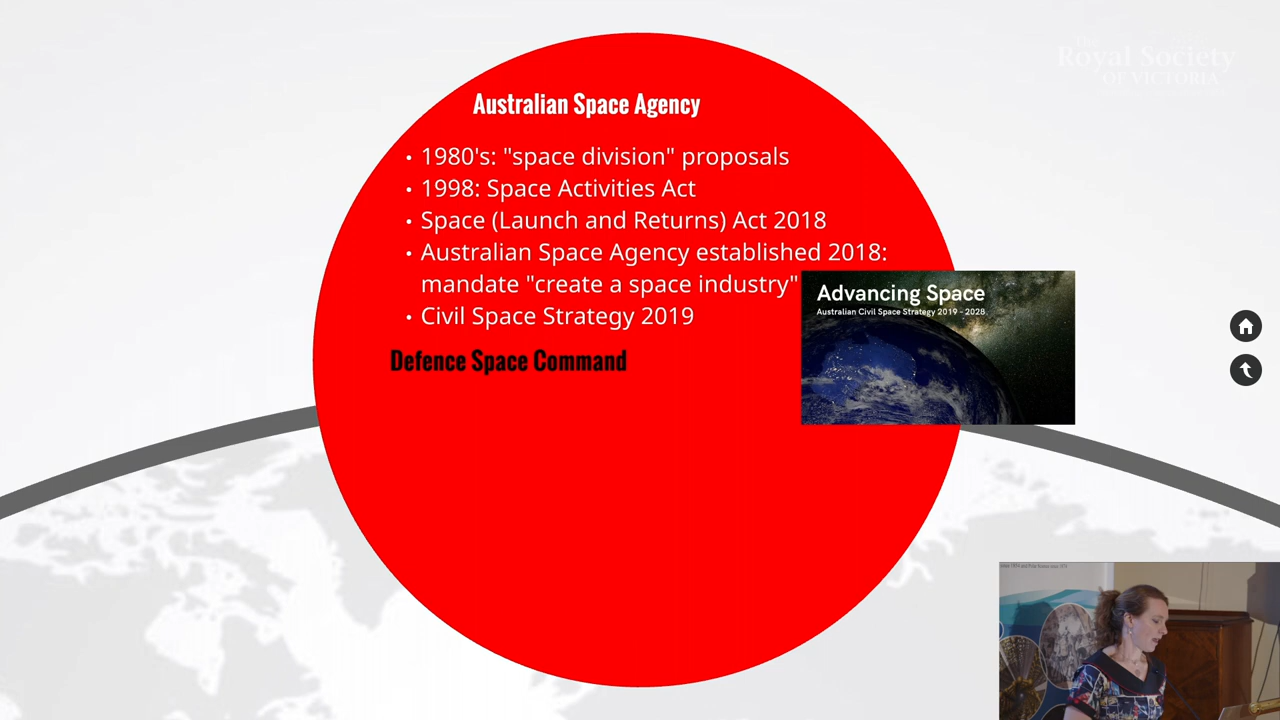 The
Royal Society
OF VICTORIA
Australian Space Agency
• 1980's: "space division" proposals
• 1998: Space Activities Act
• Space (Launch and Returns) Act 2018
• Australian Space Agency established 2018:
mandate "create a space industry"
• Civil Space Strategy 2019
Advancing Space
Australian Civil Space Strategy 2019 - 2028
Defence Space Command